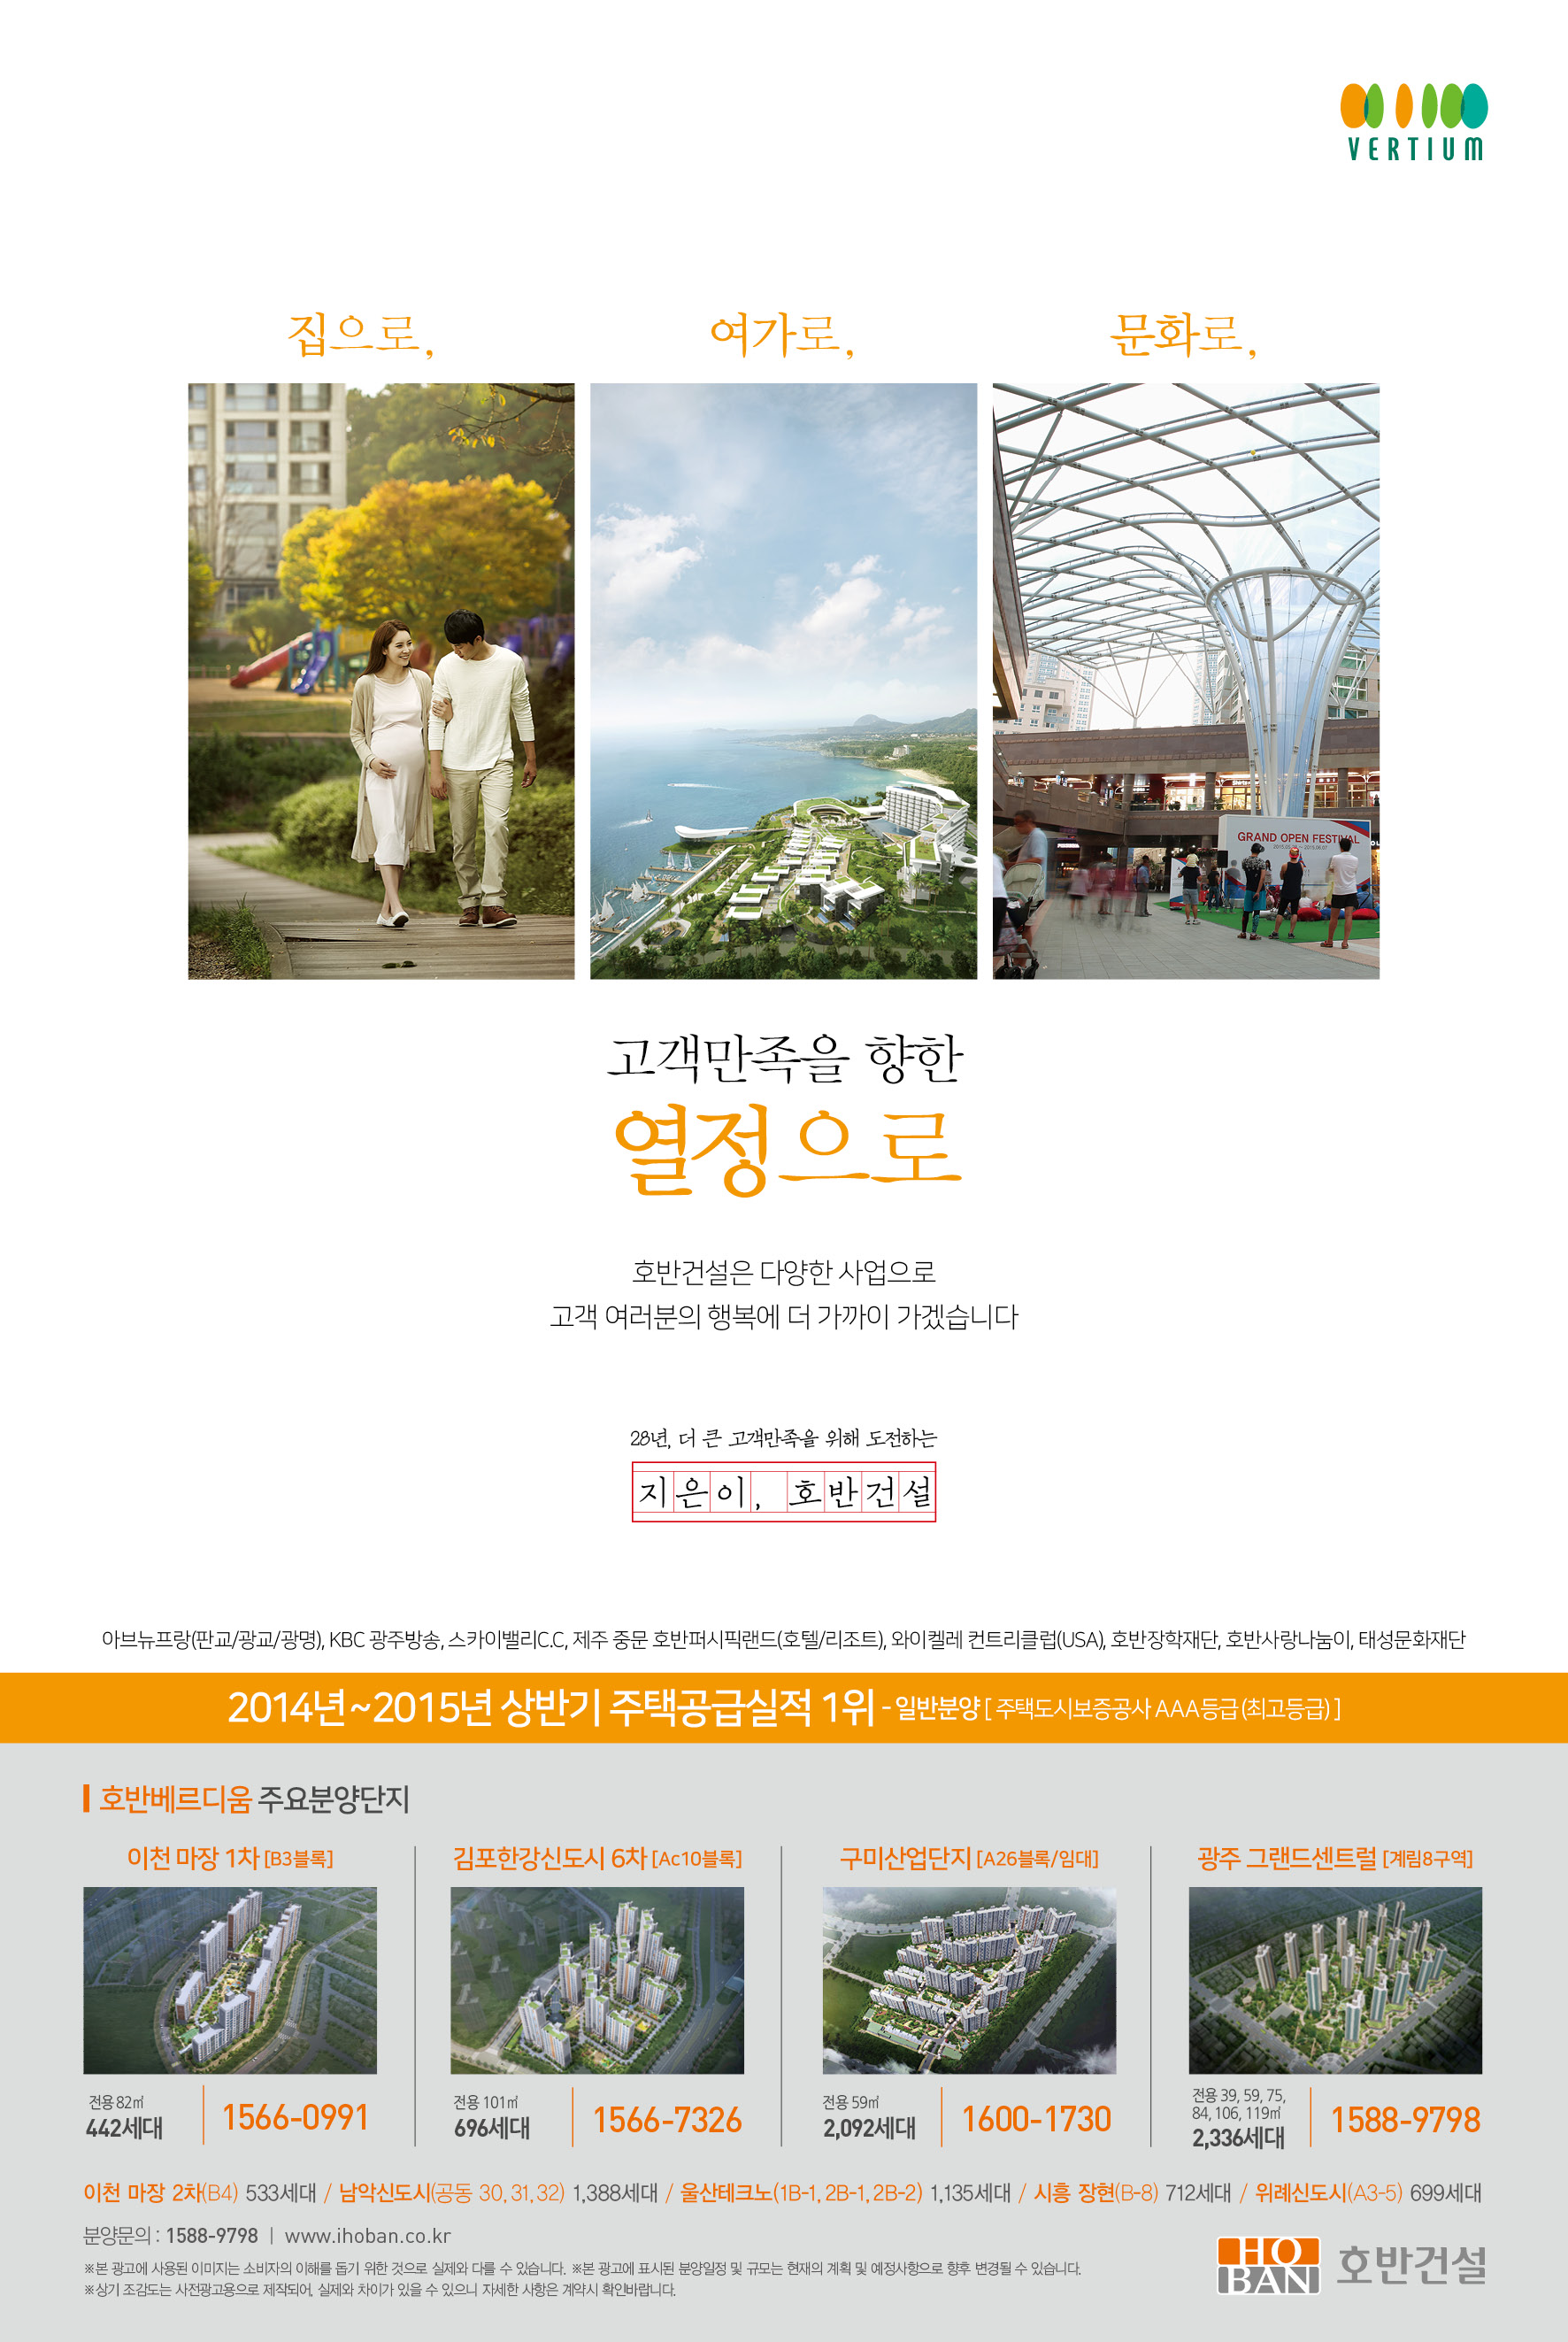 VERTIUM
집으로,
여가로,
문화로,
GRAND OPEN FESTIVAL
고객만족을 향한
열정으로
호반건설은 다양한 사업으로
고객 여러분의 행복에 더 가까이 가겠습니다
28년, 더 큰 고객만족을 위해 도전하는
지은이, 호반건설
아브뉴프랑(판교/광교/광명), KBC 광주방송, 스카이밸리C.C, 제주 중문 호반퍼시픽랜드(호텔/리조트), 와이켈레 컨트리클럽(USA), 호반장학재단, 호반사랑나눔이, 태성문화재단
2014년~2015년 상반기 주택공급실적 1위 - 일반분양 [ 주택도시보증공사 AAA등급(최고등급) ]
호반베르디움 주요분양단지
이천 마장 1차 [B3블록]
전용 82㎡
442세대
1566-0991
김포한강신도시 6차 [Ac10블록]
전용 101㎡
696세대
1566-7326
구미산업단지 [A26블록/임대]
전용 59㎡
2,092세대
1600-1730
광주 그랜드센트럴 [계림8구역]
전용 39, 59, 75,
84, 106, 119㎡
2,336세대
1588-9798
이천 마장 2차(B4) 533세대 / 남악신도시(공동 30, 31, 32) 1,388세대 / 울산테크노(1B-1, 2B-1, 2B-2) 1,135세대 / 시흥 장현(B-8) 712세대 / 위례신도시(A3-5) 699세대
분양문의 : 1588-9798 | www.ihoban.co.kr
※본 광고에 사용된 이미지는 소비자의 이해를 돕기 위한 것으로 실제와 다를 수 있습니다. ※본 광고에 표시된 분양일정 및 규모는 현재의 계획 및 예정사항으로 향후 변경될 수 있습니다.
※상기 조감도는 사전광고용으로 제작되어, 실제와 차이가 있을 수 있으니 자세한 사항은 계약시 확인바랍니다.
HOBAN 호반건설